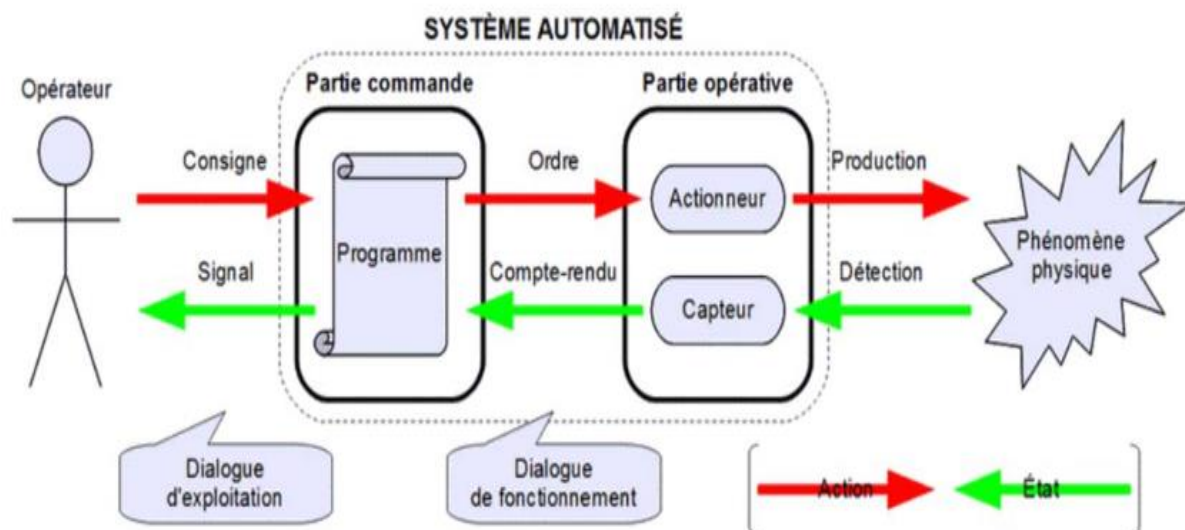 SYSTÈME AUTOMATISÉ
Opérateur
Partie commande
Partie opérative
Consigne
Ordre
Production
Actionneur
Programme
Phénomène
physique
Signal
Compte-rendu
Détection
Capteur
Dialogue
d'exploitation
Dialogue
de fonctionnement
Action
État